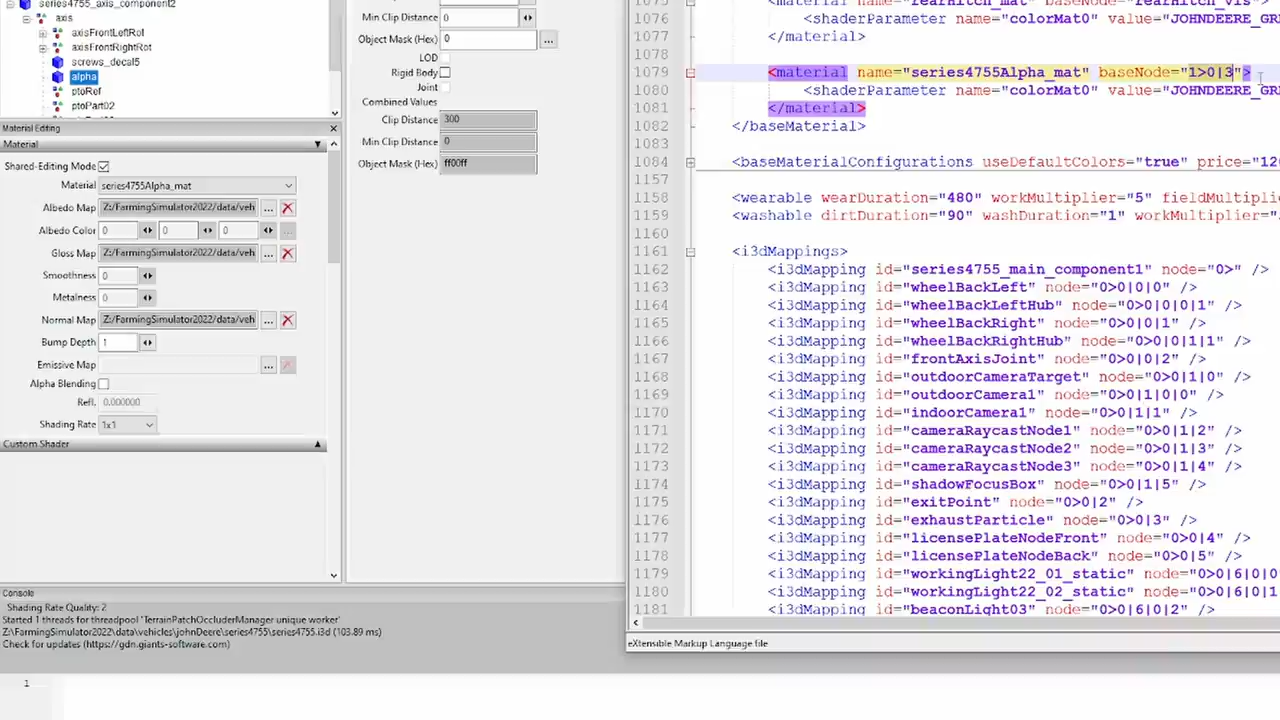 series4755_axis_component2
axis
axisFrontLeftRot
axisFrontRightRot
screws_decal5
alpha
ptoRef
ptoPart02
Material Editing
Material
Shared-Editing Mode
Material series4755Alpha_mat
Albedo Map Z:/FarmingSimulator2022/data/veh ...
Albedo Color 0 0 0 ...
Gloss Map Z:/FarmingSimulator2022/data/veh ...
Smoothness 0
Metalness 0
Normal Map Z:/FarmingSimulator2022/data/veh ...
Bump Depth 1
Emissive Map ...
Alpha Blending
Refl. 0.000000
Shading Rate 1x1
Custom Shader
Min Clip Distance 0
Object Mask (Hex) 0 ...
LOD
Rigid Body
Joint
Combined Values
Clip Distance 300
Min Clip Distance 0
Object Mask (Hex) ff00ff
1076 <shaderParameter name="colorMat0" value="JOHNDEERE_GR
1077 </material>
1078
1079 <material name="series4755Alpha_mat" baseNode="1>0|3">
1080 <shaderParameter name="colorMat0" value="JOHNDEERE_GR
1081 </material>
1082 </baseMaterial>
1083
1084 <baseMaterialConfigurations useDefaultColors="true" price="120
1157
1158 <wearable wearDuration="480" workMultiplier="5" fieldMultipli
1159 <washable dirtDuration="90" washDuration="1" workMultiplier="
1160
1161 <i3dMappings>
1162 <i3dMapping id="series4755_main_component1" node="0>" />
1163 <i3dMapping id="wheelBackLeft" node="0>0|0|0" />
1164 <i3dMapping id="wheelBackLeftHub" node="0>0|0|0|1" />
1165 <i3dMapping id="wheelBackRight" node="0>0|0|1" />
1166 <i3dMapping id="wheelBackRightHub" node="0>0|0|1|1" />
1167 <i3dMapping id="frontAxisJoint" node="0>0|0|2" />
1168 <i3dMapping id="outdoorCameraTarget" node="0>0|1|0" />
1169 <i3dMapping id="outdoorCamera1" node="0>0|1|0|0" />
1170 <i3dMapping id="indoorCamera1" node="0>0|1|1" />
1171 <i3dMapping id="cameraRaycastNode1" node="0>0|1|2" />
1172 <i3dMapping id="cameraRaycastNode2" node="0>0|1|3" />
1173 <i3dMapping id="cameraRaycastNode3" node="0>0|1|4" />
1174 <i3dMapping id="shadowFocusBox" node="0>0|1|5" />
1175 <i3dMapping id="exitPoint" node="0>0|2" />
1176 <i3dMapping id="exhaustParticle" node="0>0|3" />
1177 <i3dMapping id="licensePlateNodeFront" node="0>0|4" />
1178 <i3dMapping id="licensePlateNodeBack" node="0>0|5" />
1179 <i3dMapping id="workingLight22_01_static" node="0>0|6|0|0
1180 <i3dMapping id="workingLight22_02_static" node="0>0|6|0|1
1181 <i3dMapping id="beaconLight03" node="0>0|6|0|2" />
eXtensible Markup Language file
Console
Shading Rate Quality: 2
Started 1 threads for threadpool 'TerrainPatchOccluderManager unique worker'
Z:\FarmingSimulator2022\data\vehicles\johnDeere\series4755\series4755.i3d (103.89 ms)
Check for updates (https://gdn.giants-software.com)
1